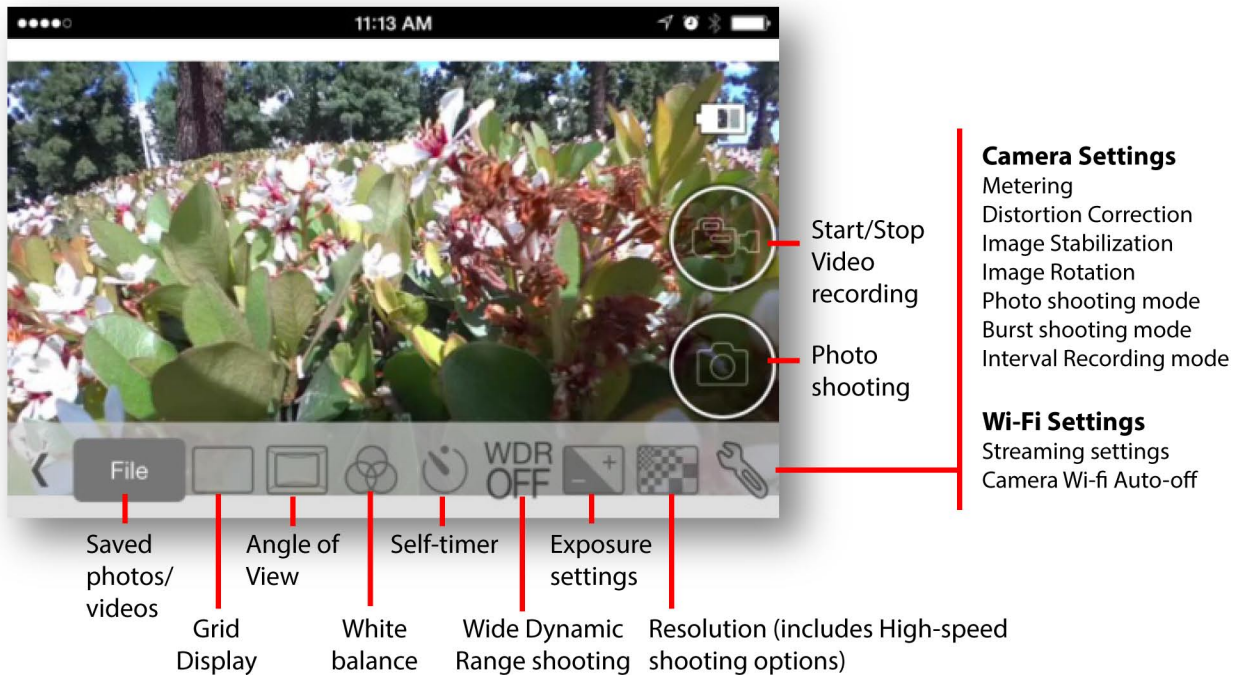 11:13 AM
Start/Stop
Video
recording
Photo
shooting
Camera Settings
Metering
Distortion Correction
Image Stabilization
Image Rotation
Photo shooting mode
Burst shooting mode
Interval Recording mode
Wi-Fi Settings
Streaming settings
Camera Wi-fi Auto-off
File
WDR
OFF
Saved
photos/
videos
Grid
Display
Angle of
View
White
balance
Self-timer
Wide Dynamic
Range shooting
Exposure
settings
Resolution (includes High-speed
shooting options)